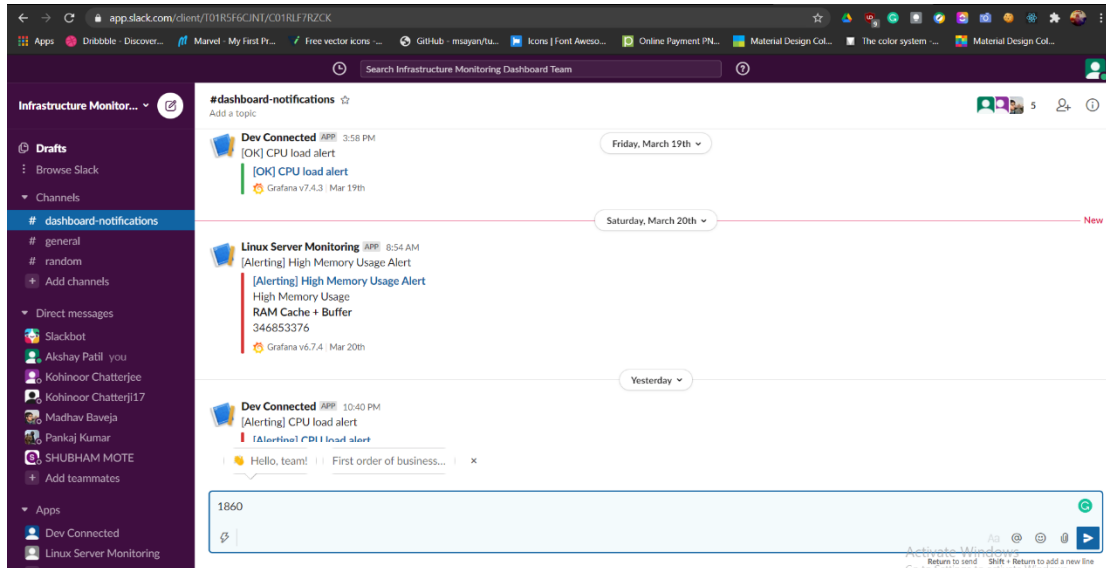 app.slack.com/client/T01R5F6CJNT/C01RLF7RZCK
9
Apps Dribbble - Discover... Marvel - My First Pr... Free vector icons -... GitHub - msayan/tu... Icons | Font Aweso... Online Payment PN... Material Design Col... The color system -... Material Design Col...
Search Infrastructure Monitoring Dashboard Team
Infrastructure Monitor...
Drafts
Browse Slack
Channels
# dashboard-notifications
# general
# random
+ Add channels
Direct messages
Slackbot
Akshay Patil you
Kohinoor Chatterjee
Kohinoor Chatterji17
Madhav Baveja
Pankaj Kumar
SHUBHAM MOTE
+ Add teammates
Apps
Dev Connected
Linux Server Monitoring
#dashboard-notifications
Add a topic
5
Friday, March 19th
Dev Connected APP 3:58 PM
[OK] CPU load alert
[OK] CPU load alert
Grafana v7.4.3 | Mar 19th
Saturday, March 20th
New
Linux Server Monitoring APP 8:54 AM
[Alerting] High Memory Usage Alert
[Alerting] High Memory Usage Alert
High Memory Usage
RAM Cache + Buffer
346853376
Grafana v6.7.4 | Mar 20th
Yesterday
Dev Connected APP 10:40 PM
[Alerting] CPU load alert
[Alerting] CPU load alert
Hello, team! First order of business... ×
1860
Aa @
Activate Windows
Return to send Shift + Return to add a new line